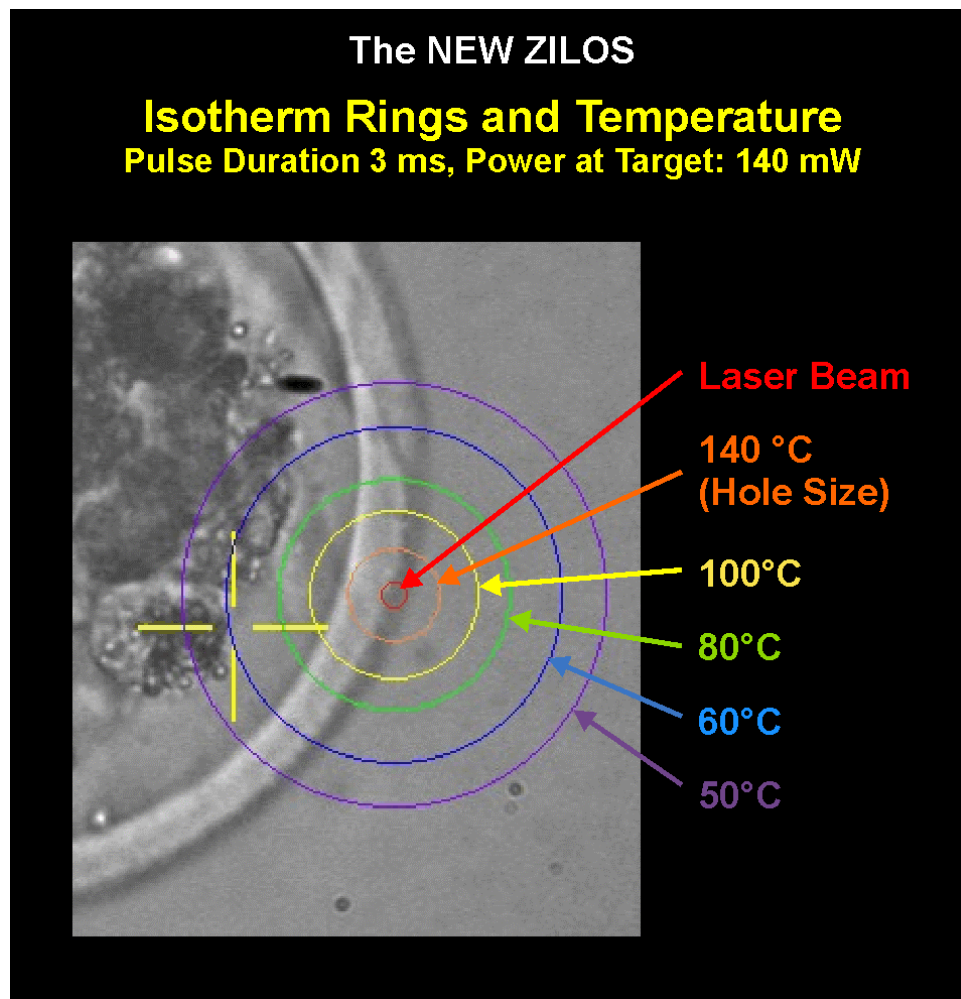 The NEW ZILOS
Isotherm Rings and Temperature
Pulse Duration 3 ms, Power at Target: 140 mW
Laser Beam
140 °C
(Hole Size)
100°C
80°C
60°C
50°C